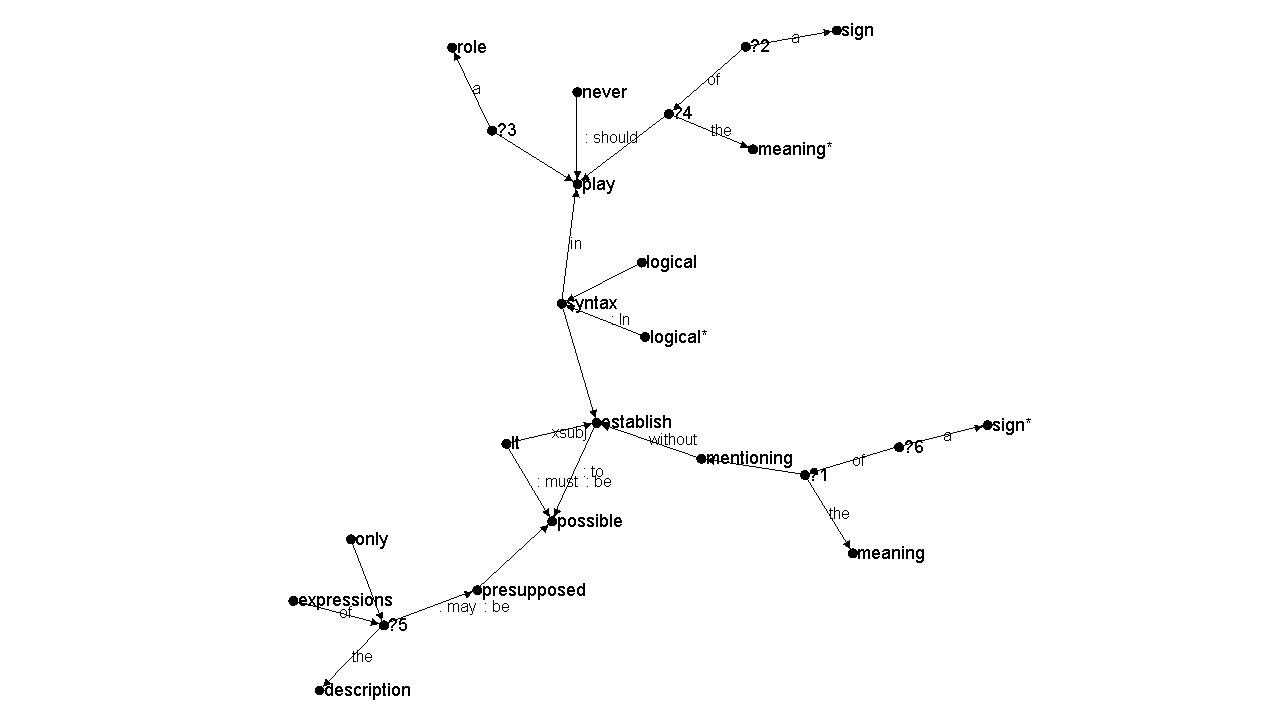 sign
a
role
?2
of
a
never
?4
: should
the
?3
meaning*
play
in
logical
syntax
: In
logical*
establish
sign*
xsubj
It
without
a
?6
mentioning
of
: to
?1
: must : be
the
possible
only
meaning
presupposed
expressions
: may : be
of
?5
the
description